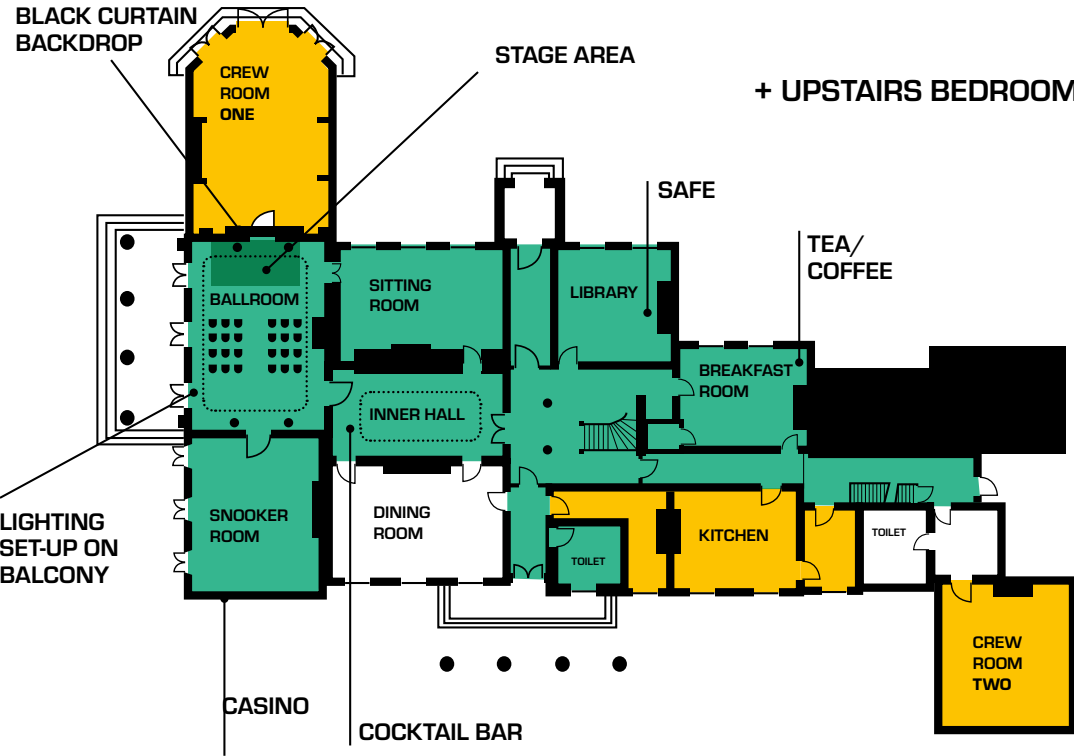 BLACK CURTAIN
BACKDROP
STAGE AREA
+ UPSTAIRS BEDROOM
CREW
ROOM
ONE
SAFE
TEA/
COFFEE
SITTING
ROOM
LIBRARY
BALLROOM
BREAKFAST
ROOM
INNER HALL
LIGHTING
SET-UP ON
BALCONY
SNOOKER
ROOM
DINING
ROOM
KITCHEN
TOILET
TOILET
CREW
ROOM
TWO
CASINO
COCKTAIL BAR